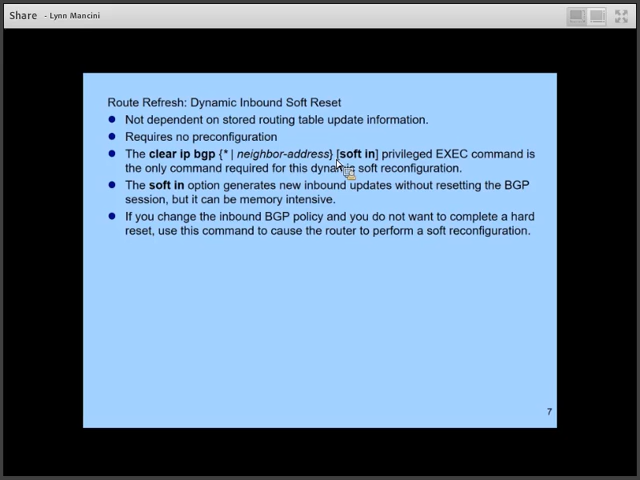 Share - Lynn Mancini
Route Refresh: Dynamic Inbound Soft Reset
Not dependent on stored routing table update information.
Requires no preconfiguration
The clear ip bgp {* | neighbor-address} [soft in] privileged EXEC command is
the only command required for this dynamic soft reconfiguration.
The soft in option generates new inbound updates without resetting the BGP
session, but it can be memory intensive.
If you change the inbound BGP policy and you do not want to complete a hard
reset, use this command to cause the router to perform a soft reconfiguration.
7